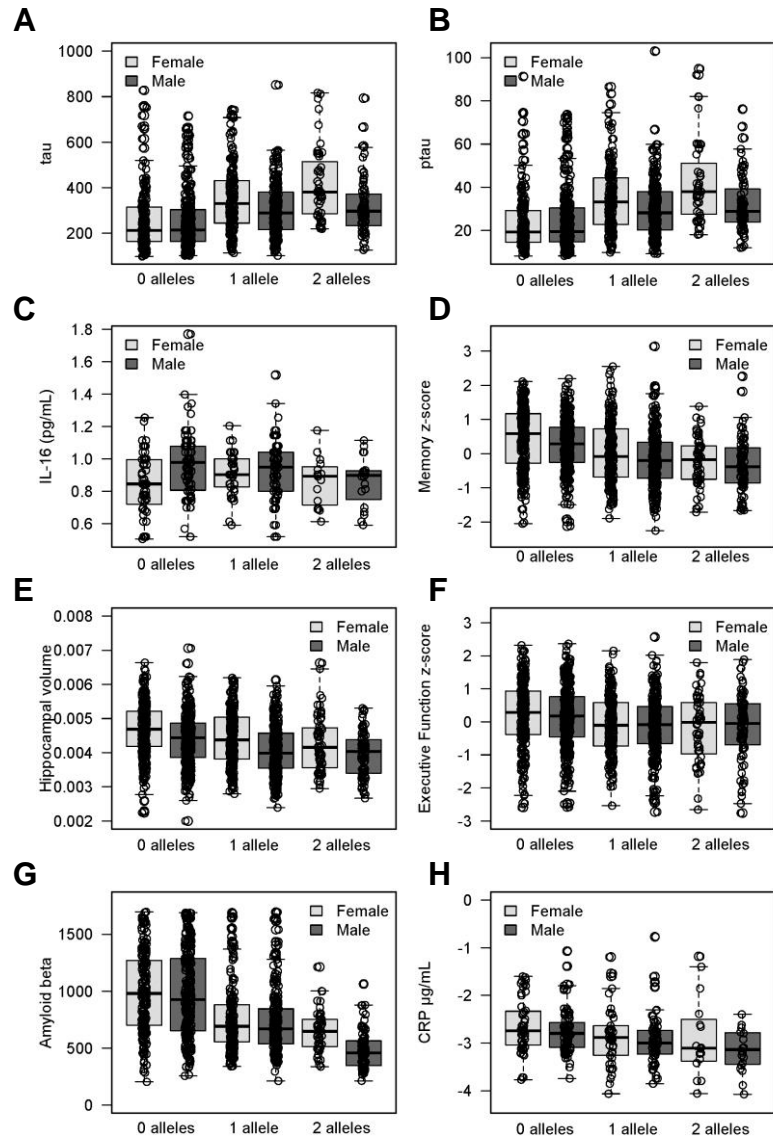 A
tau
1000
800
600
400
200
Female
Male
0 alleles 1 allele 2 alleles
B
ptau
100
80
60
40
20
Female
Male
0 alleles 1 allele 2 alleles
C
IL-16 (pg/mL)
1.8
1.6
1.4
1.2
1.0
0.8
0.6
Female
Male
0 alleles 1 allele 2 alleles
D
Memory z-score
3
2
1
0
-1
-2
Female
Male
0 alleles 1 allele 2 alleles
E
Hippocampal volume
0.008
0.007
0.006
0.005
0.004
0.003
0.002
Female
Male
0 alleles 1 allele 2 alleles
F
Executive Function z-score
3
2
1
0
-1
-2
-3
Female
Male
0 alleles 1 allele 2 alleles
G
Amyloid beta
1500
1000
500
0
Female
Male
0 alleles 1 allele 2 alleles
H
CRP µg/mL
0
-1
-2
-3
-4
Female
Male
0 alleles 1 allele 2 alleles